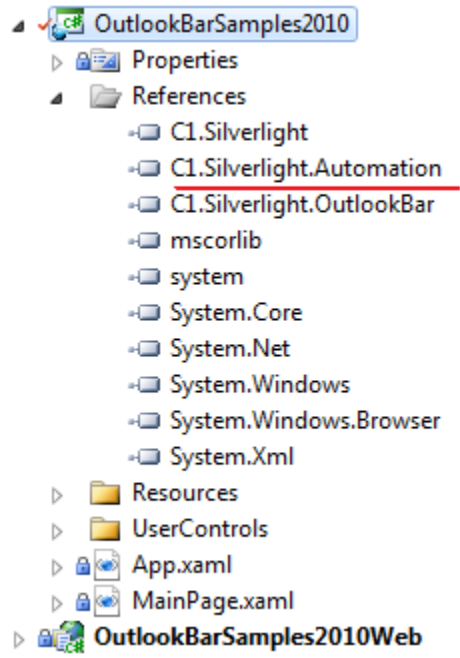 OutlookBarSamples2010
Properties
References
C1.Silverlight
C1.Silverlight.Automation
C1.Silverlight.OutlookBar
mscorlib
system
System.Core
System.Net
System.Windows
System.Windows.Browser
System.Xml
Resources
UserControls
App.xaml
MainPage.xaml
OutlookBarSamples2010Web